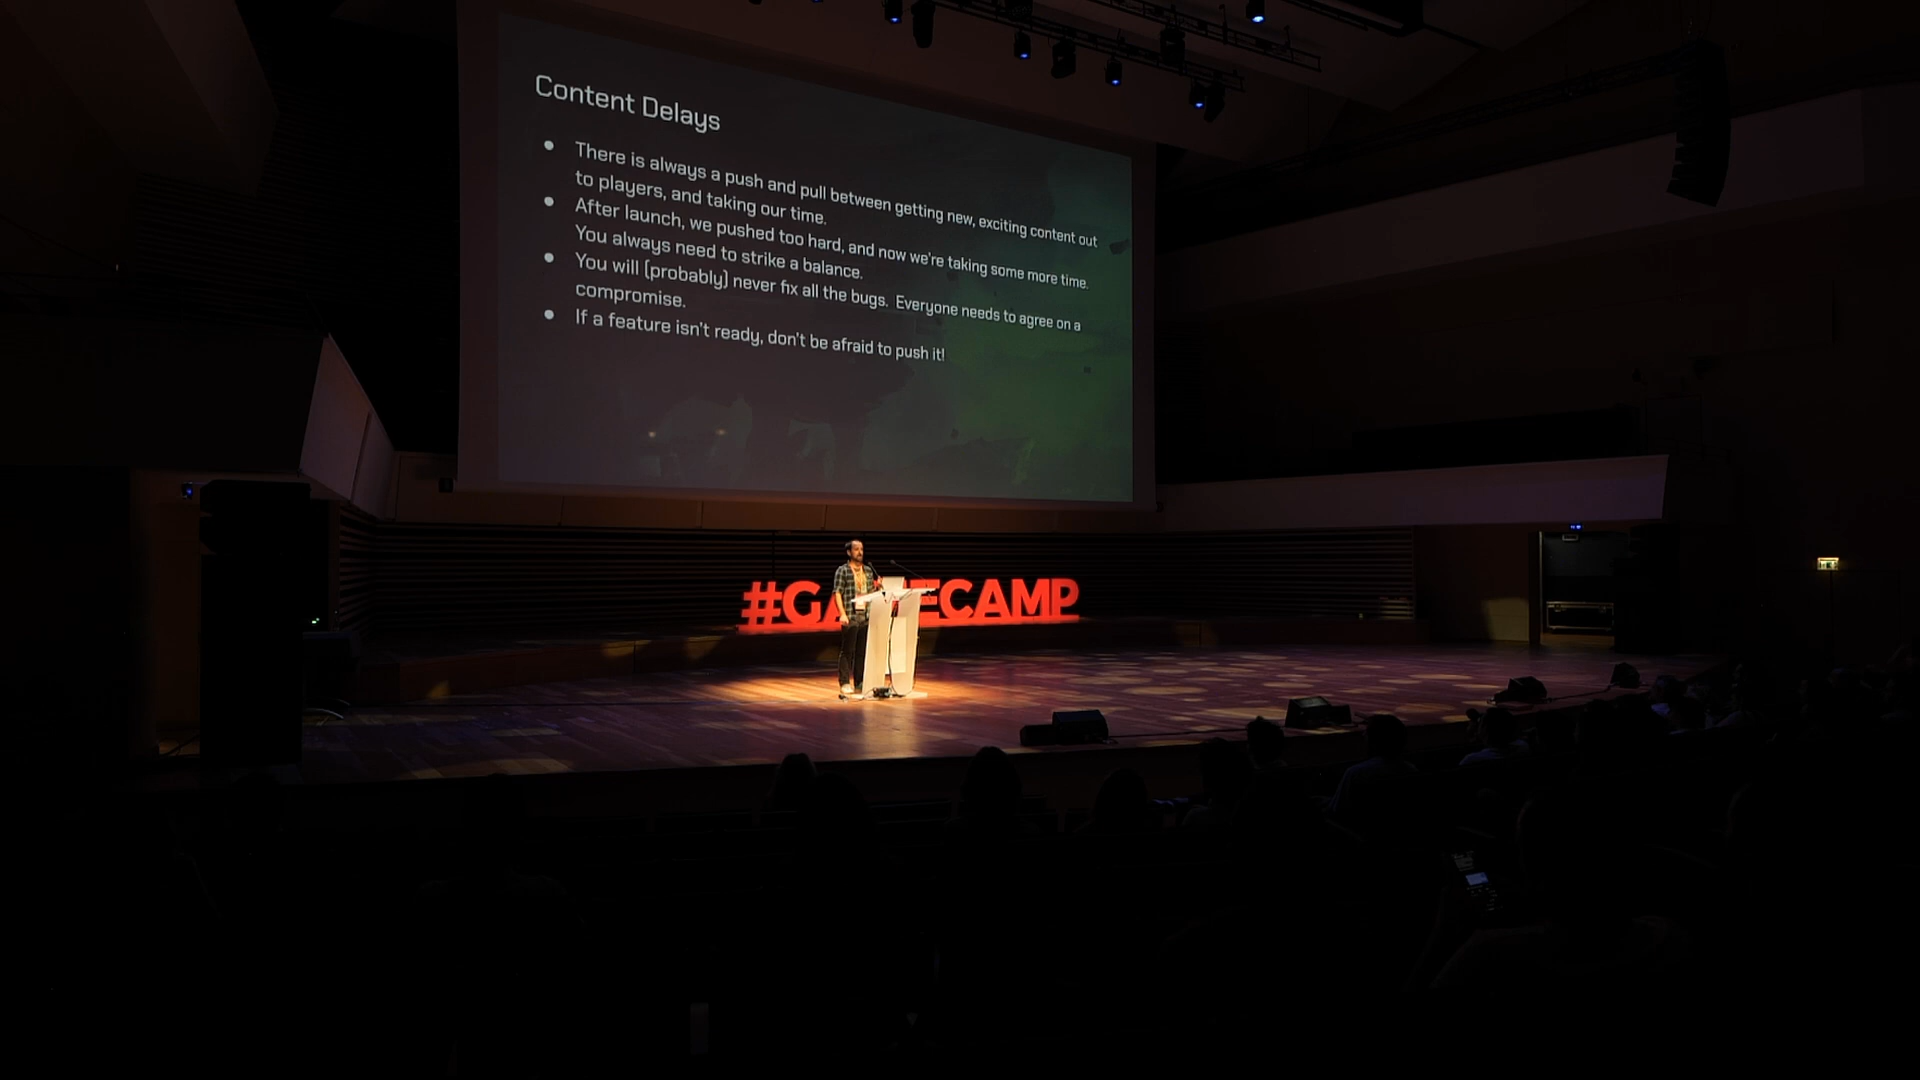 Content Delays
● There is always a push and pull between getting new, exciting content out
to players, and taking our time.
● After launch, we pushed too hard, and now we're taking some more time.
You always need to strike a balance.
● You will (probably) never fix all the bugs. Everyone needs to agree on a
compromise.
● If a feature isn't ready, don't be afraid to push it!
#GA ECAMP